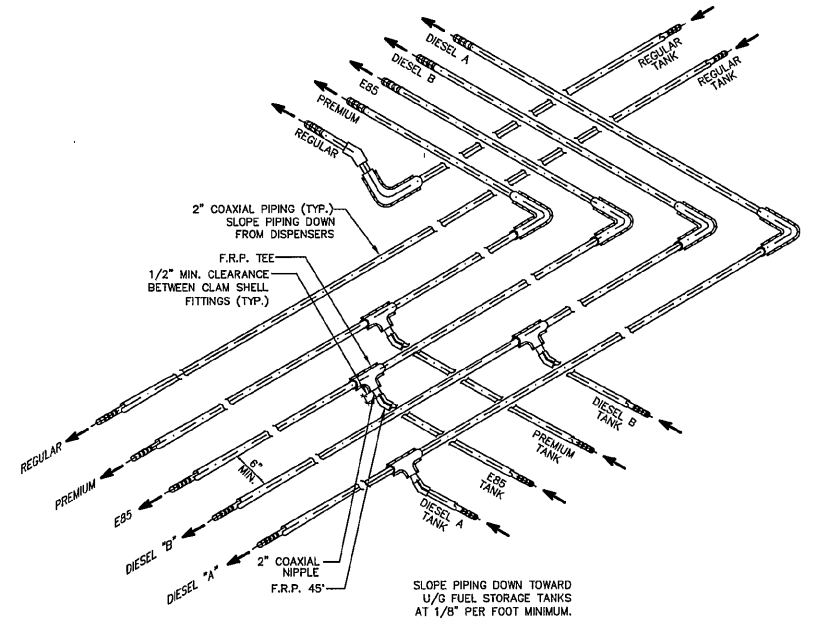 DIESEL A
DIESEL B
E85
PREMIUM
REGULAR
REGULAR
TANK
REGULAR
TANK
2" COAXIAL PIPING (TYP.)
SLOPE PIPING DOWN
FROM DISPENSERS
F.R.P. TEE
1/2" MIN. CLEARANCE
BETWEEN CLAM SHELL
FITTINGS (TYP.)
REGULAR
PREMIUM
E85
DIESEL "B"
DIESEL "A"
6"
MIN.
DIESEL B
TANK
PREMIUM
TANK
E85
TANK
DIESEL A
TANK
2" COAXIAL
NIPPLE
F.R.P. 45°
SLOPE PIPING DOWN TOWARD
U/G FUEL STORAGE TANKS
AT 1/8" PER FOOT MINIMUM.